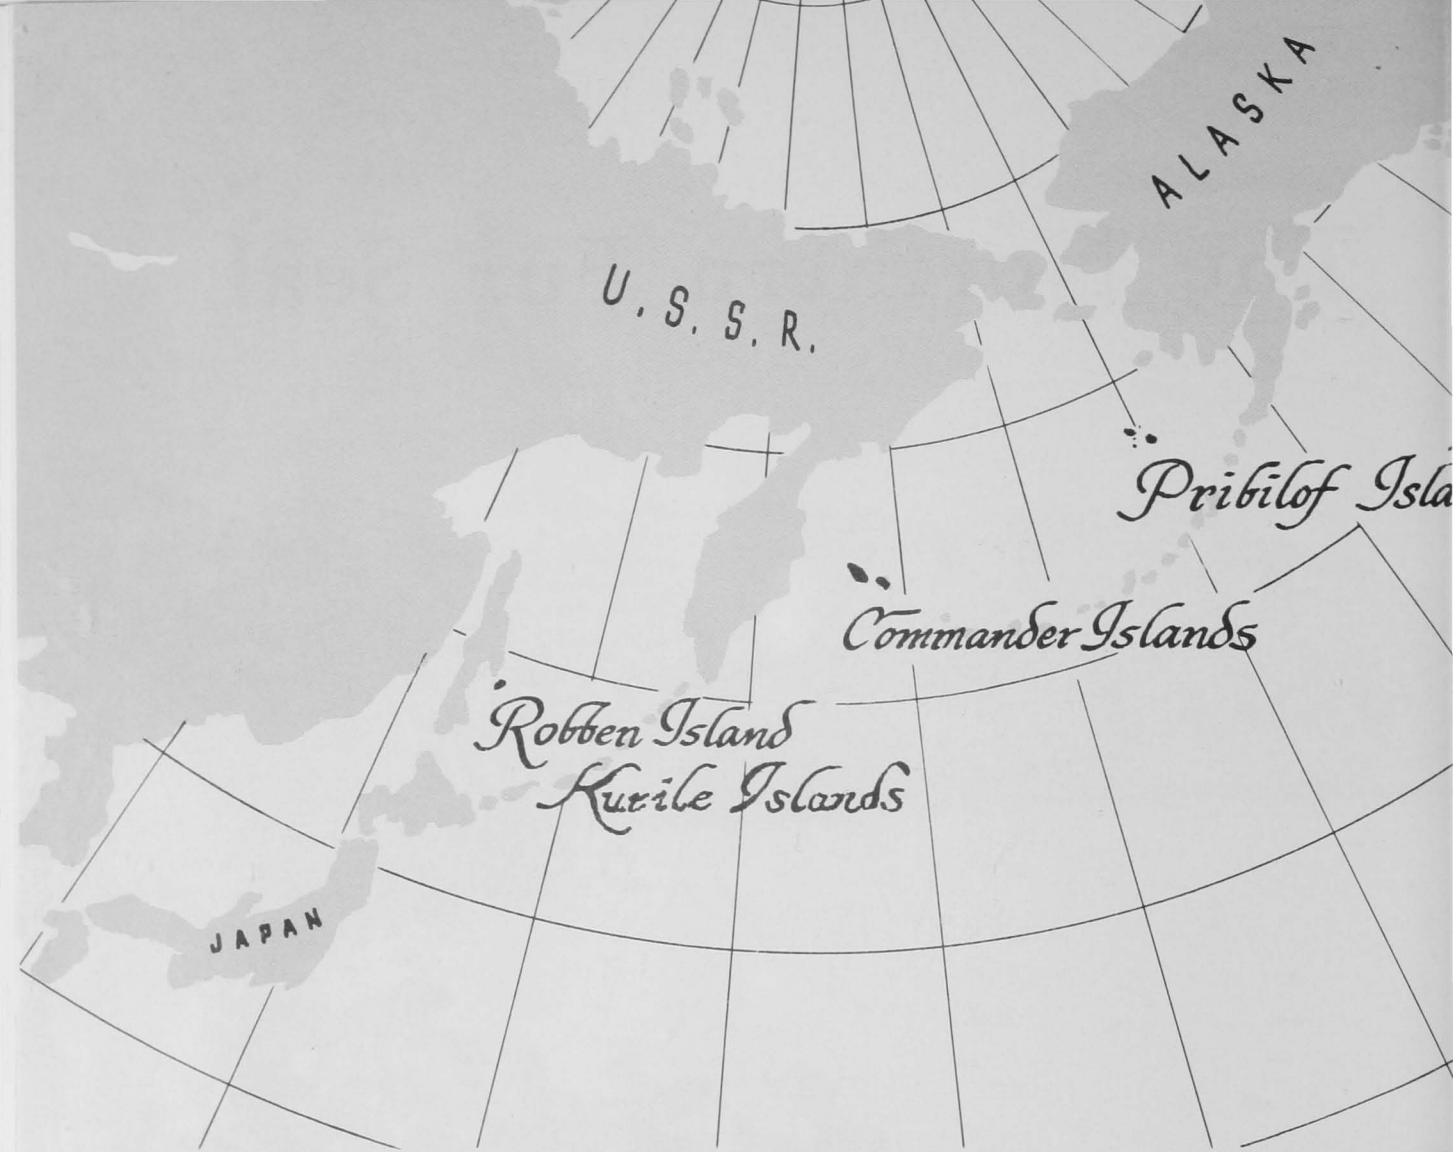 ALASKA
U.S.S.R.
Pribilof Isla
Commander Islands
Robben Island
Kurile Islands
JAPAN